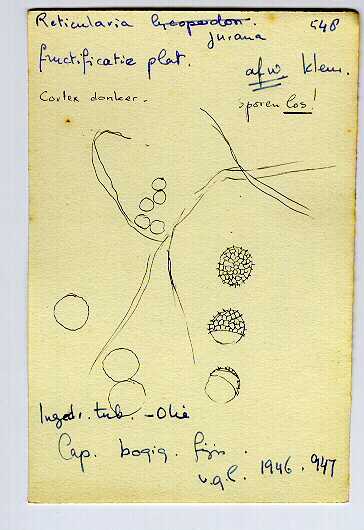 Reticularia lycoperdon. 548
jurana
fructificatie plat. afw. kleur.
Cortex donker. sporen los!
Ingedr. tub. - Olie
Cap. bogig. fijn.
v.g.l. 1946. 947